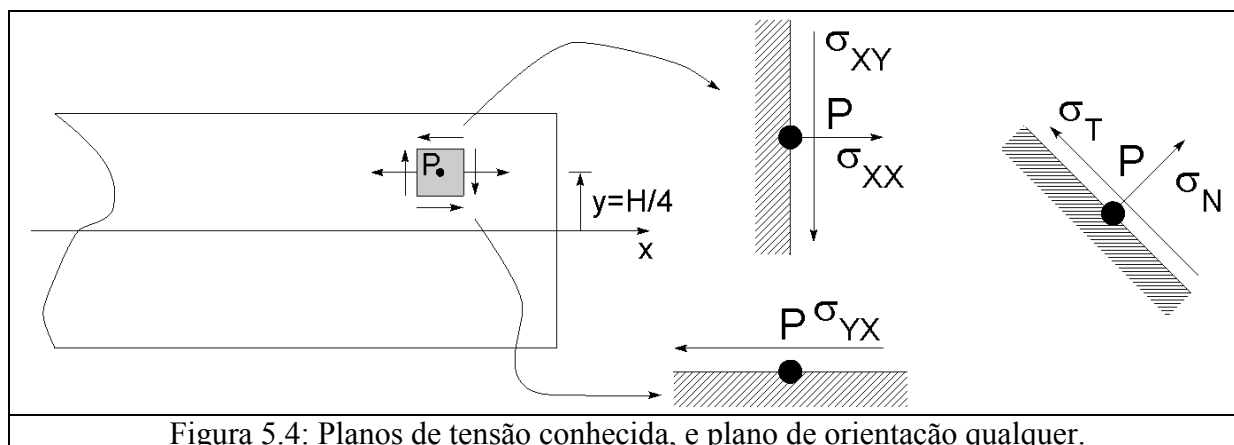 σXY
P
σXX
σT
P
σN
P
y=H/4
x
P σYX
Figura 5.4: Planos de tensão conhecida, e plano de orientação qualquer.